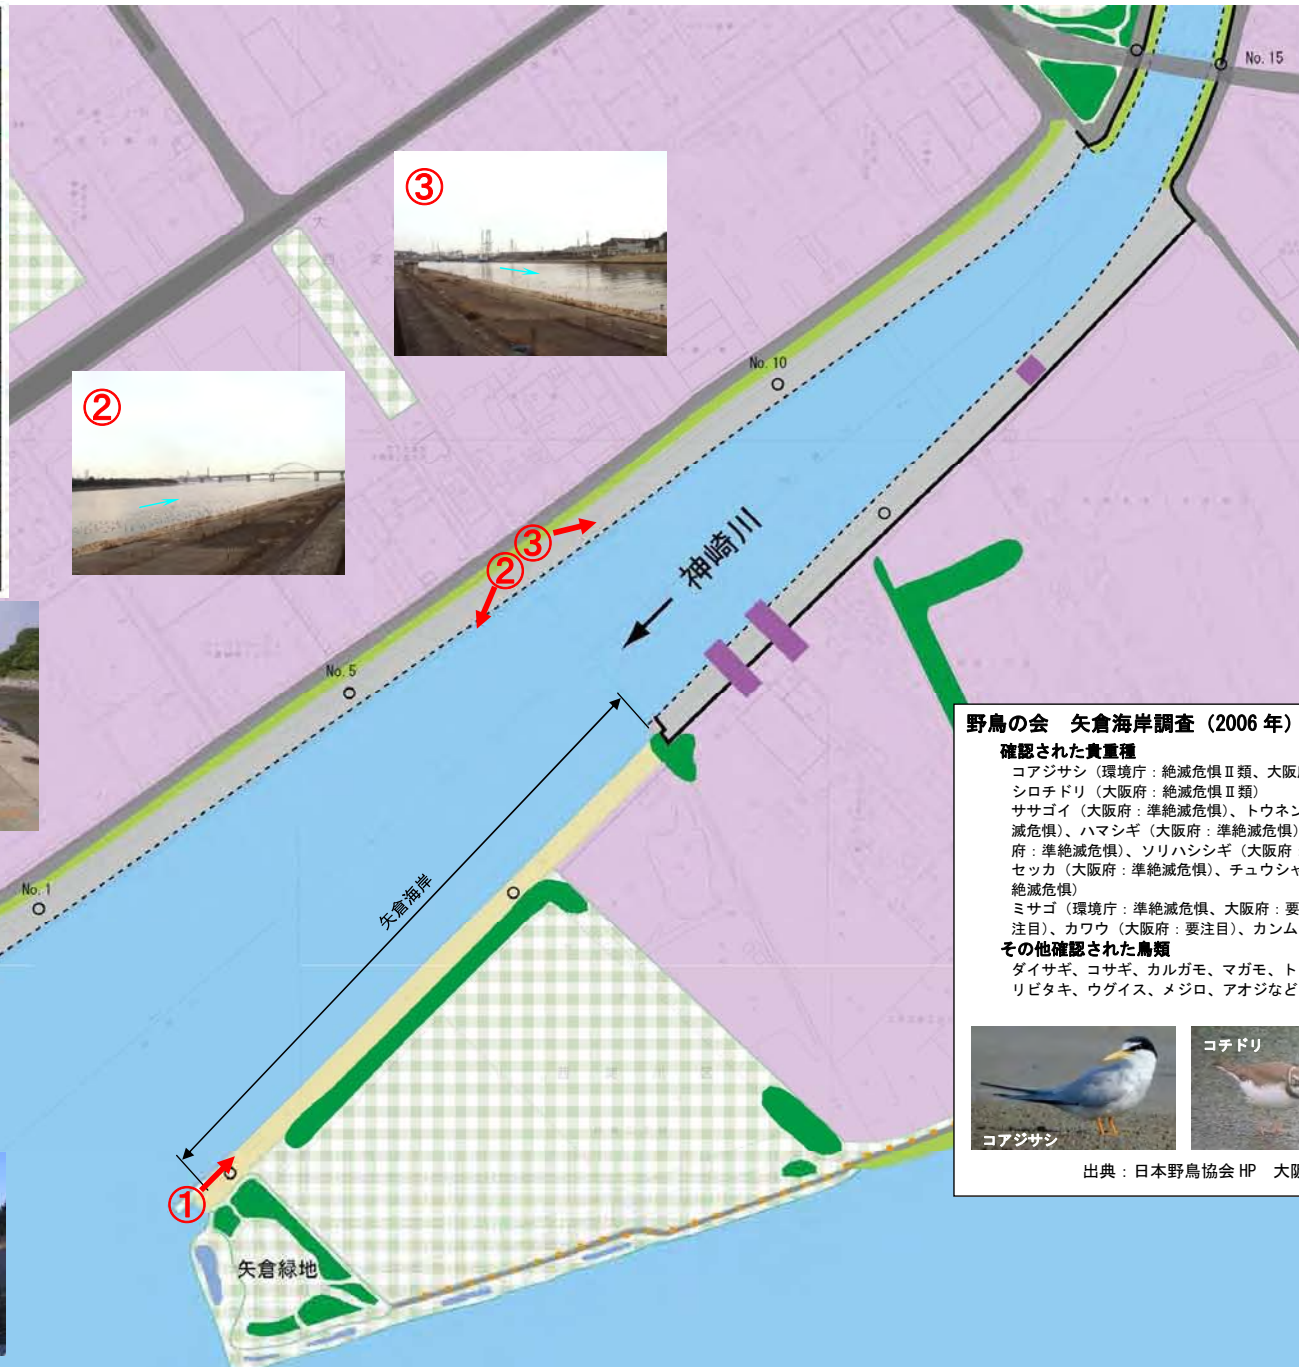 No. 15
③
No. 10
②
③
②
神崎川
No. 5
No. 1
矢倉海岸
①
矢倉緑地
野鳥の会 矢倉海岸調査（2006 年）
確認された貴重種
コアジサシ（環境庁：絶滅危惧Ⅱ類、大阪
シロチドリ（大阪府：絶滅危惧Ⅱ類）
ササゴイ（大阪府：準絶滅危惧）、トウネン
滅危惧）、ハマシギ（大阪府：準絶滅危惧）
府：準絶滅危惧）、ソリハシシギ（大阪府：
セッカ（大阪府：準絶滅危惧）、チュウシャ
絶滅危惧）
ミサゴ（環境庁：準絶滅危惧、大阪府：要
注目）、カワウ（大阪府：要注目）、カンム
その他確認された鳥類
ダイサギ、コサギ、カルガモ、マガモ、ト
リビタキ、ウグイス、メジロ、アオジなど
コアジサシ
コチドリ
出典：日本野鳥協会 HP 大阪